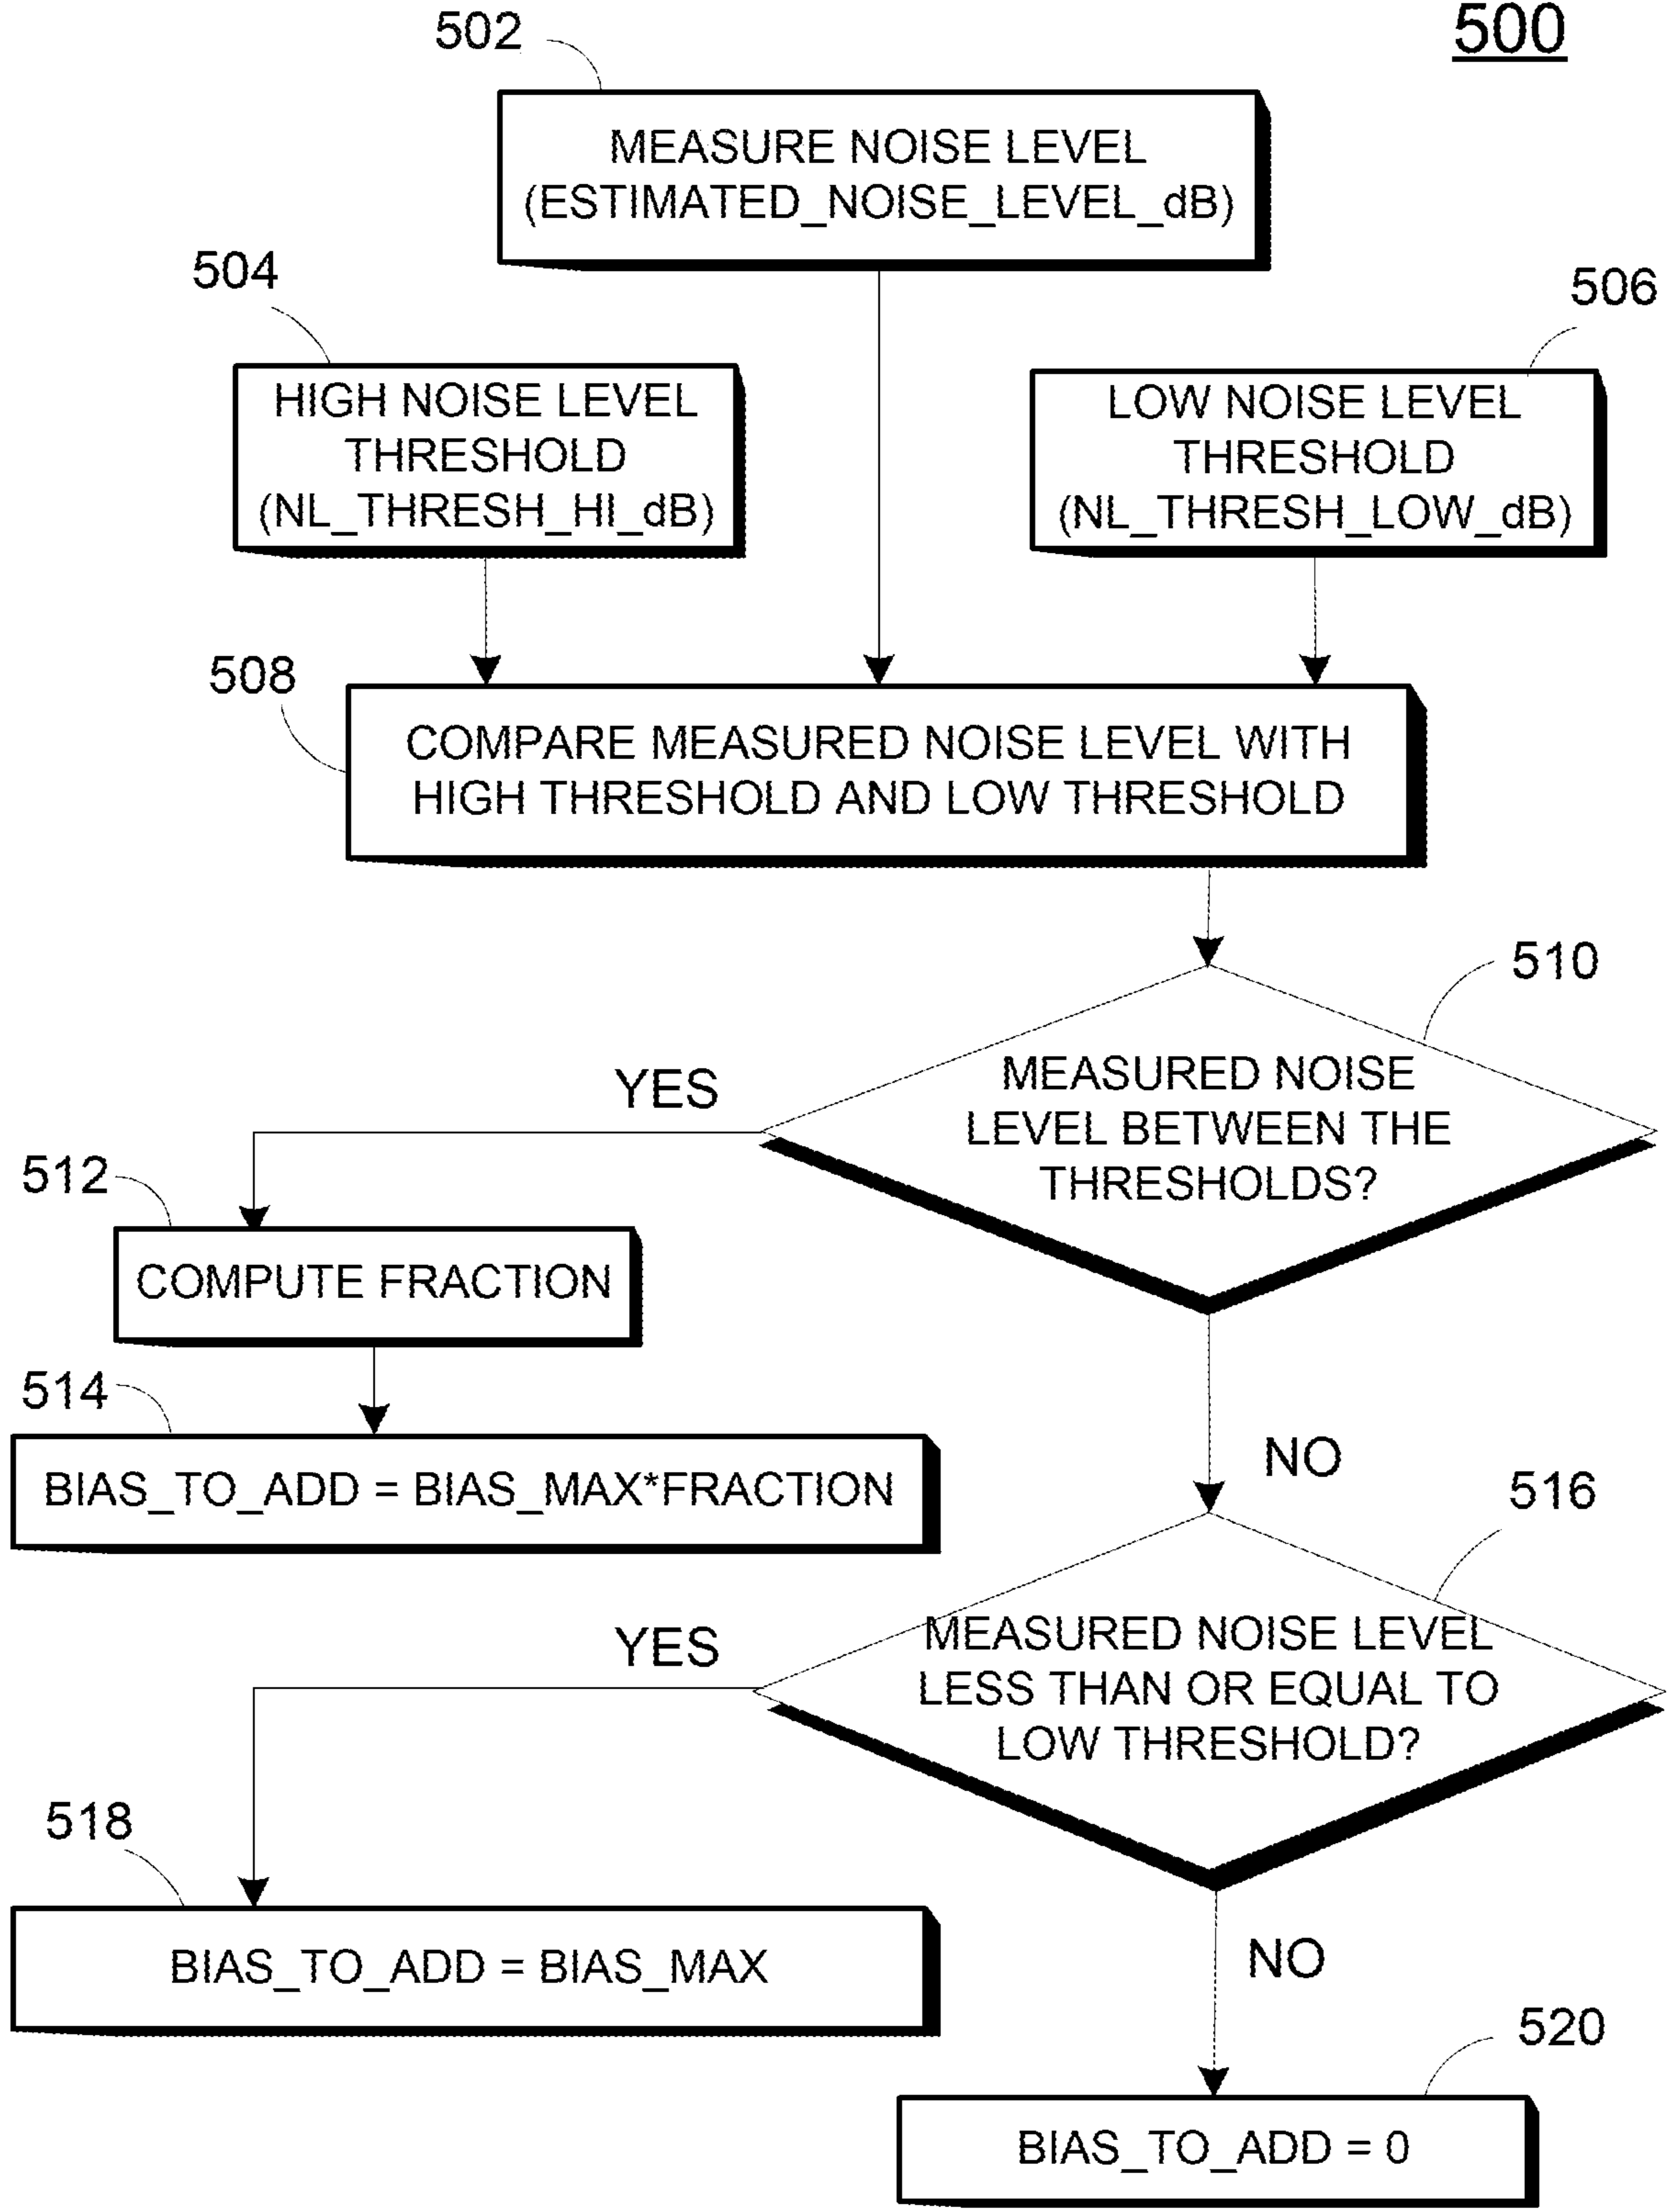 500
502
MEASURE NOISE LEVEL
(ESTIMATED_NOISE_LEVEL_dB)
504
HIGH NOISE LEVEL
THRESHOLD
(NL_THRESH_HI_dB)
506
LOW NOISE LEVEL
THRESHOLD
(NL_THRESH_LOW_dB)
508
COMPARE MEASURED NOISE LEVEL WITH
HIGH THRESHOLD AND LOW THRESHOLD
510
MEASURED NOISE
LEVEL BETWEEN THE
THRESHOLDS?
YES
512
COMPUTE FRACTION
514
BIAS_TO_ADD = BIAS_MAX*FRACTION
NO
516
MEASURED NOISE LEVEL
LESS THAN OR EQUAL TO
LOW THRESHOLD?
YES
518
BIAS_TO_ADD = BIAS_MAX
NO
520
BIAS_TO_ADD = 0